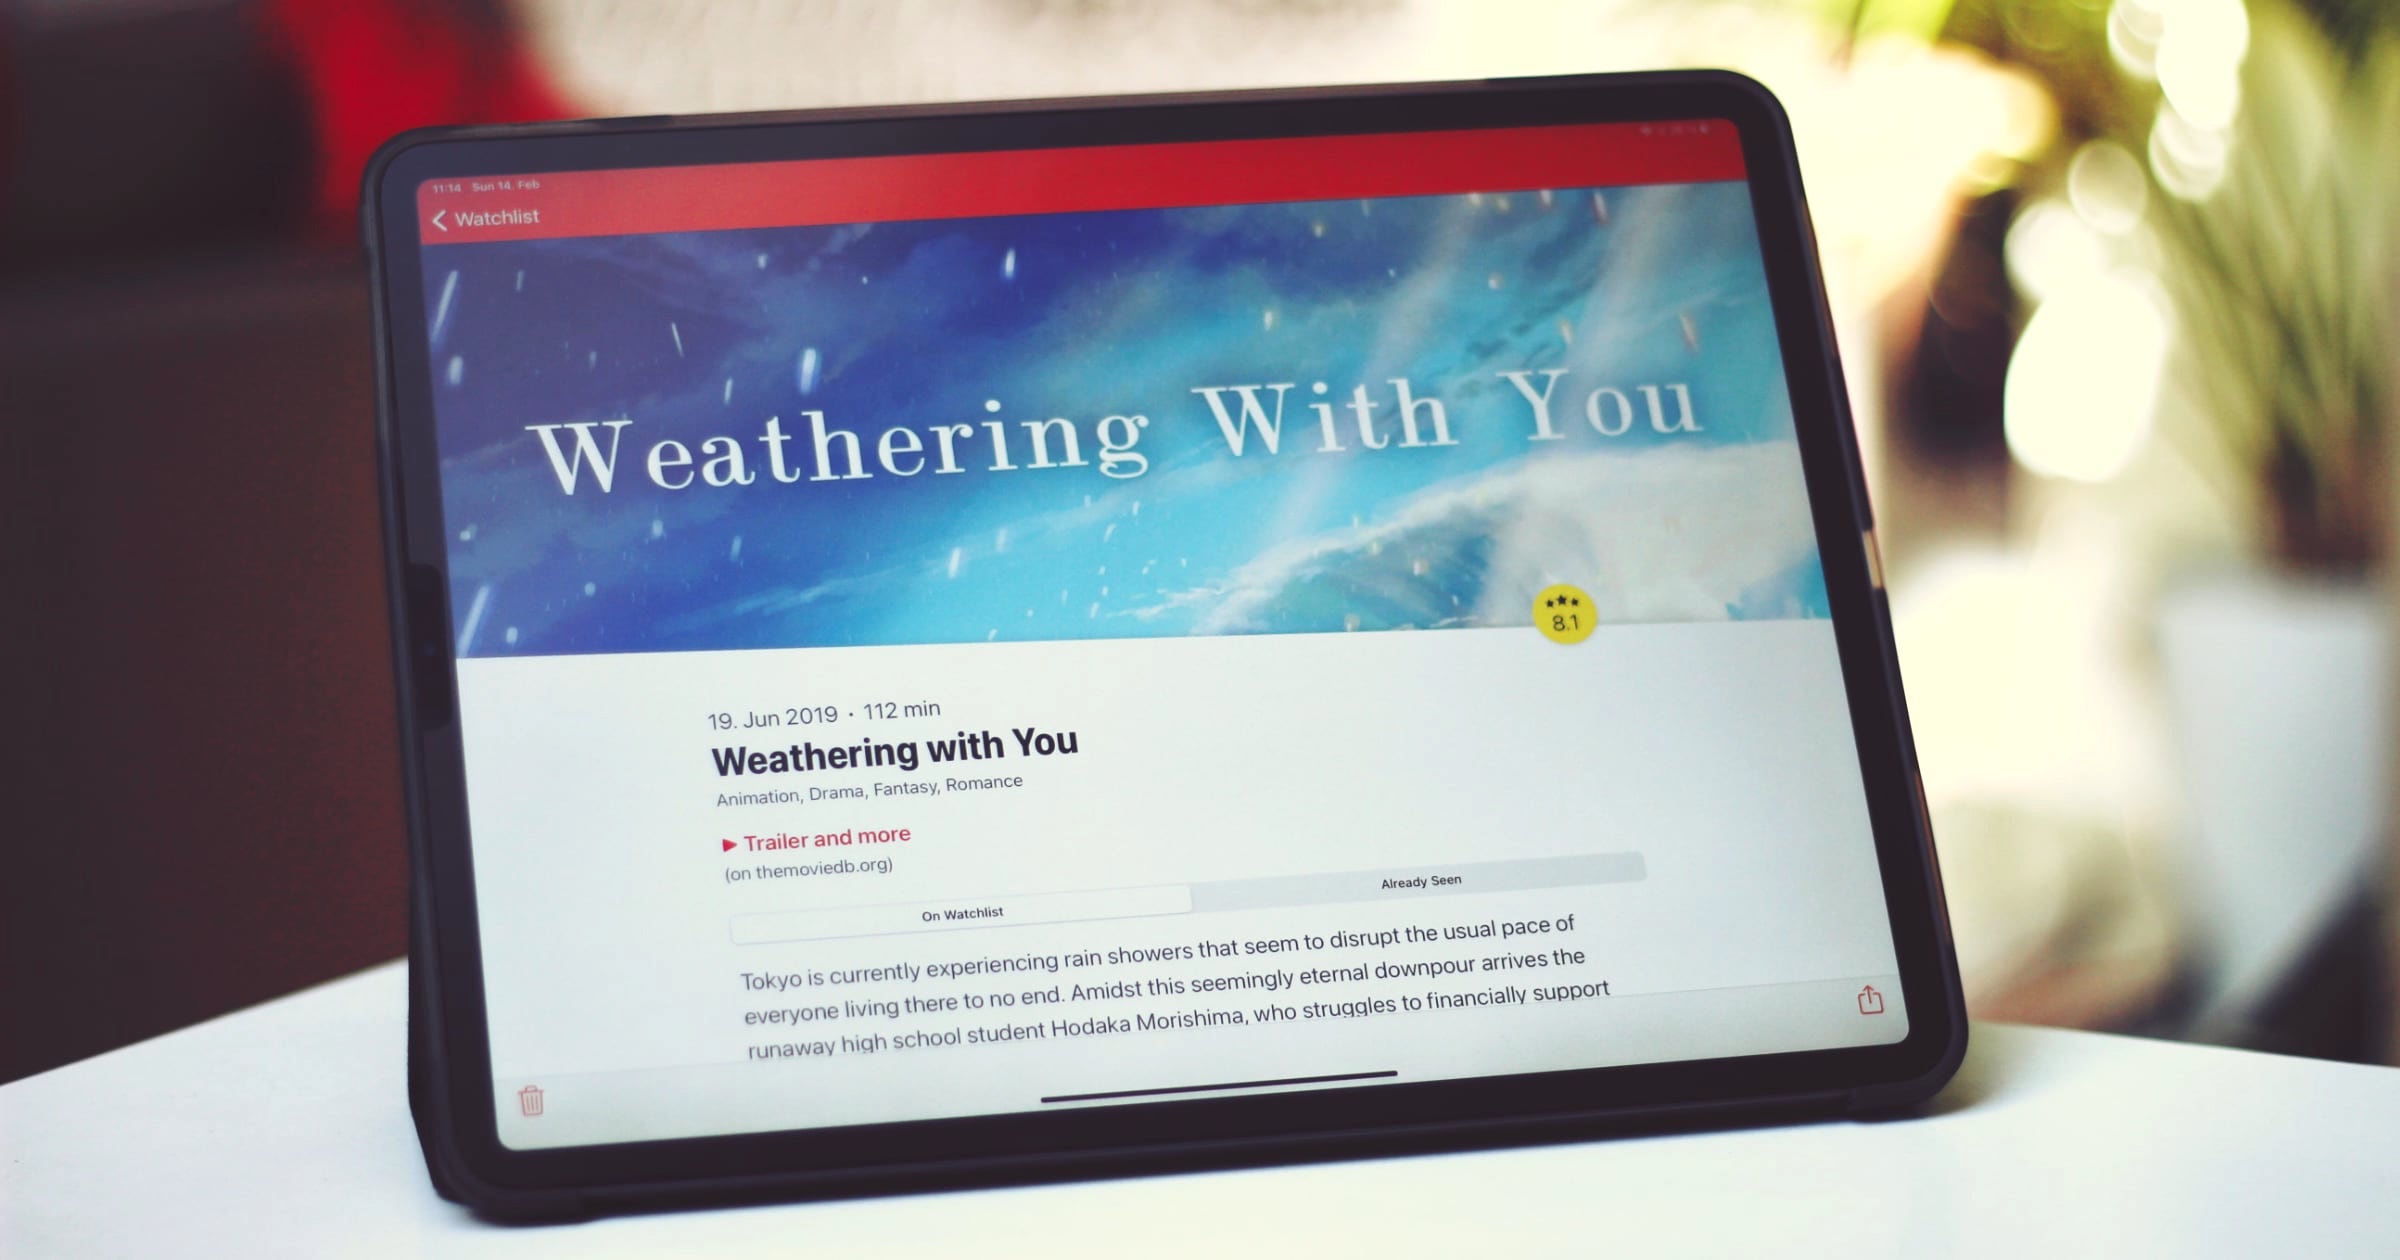 11:14 Sun 14. Feb
Watchlist
Weathering With You
8.1
19. Jun 2019 · 112 min
Weathering with You
Animation, Drama, Fantasy, Romance
Trailer and more
(on themoviedb.org)
On Watchlist
Already Seen
Tokyo is currently experiencing rain showers that seem to disrupt the usual pace of
everyone living there to no end. Amidst this seemingly eternal downpour arrives the
runaway high school student Hodaka Morishima, who struggles to financially support